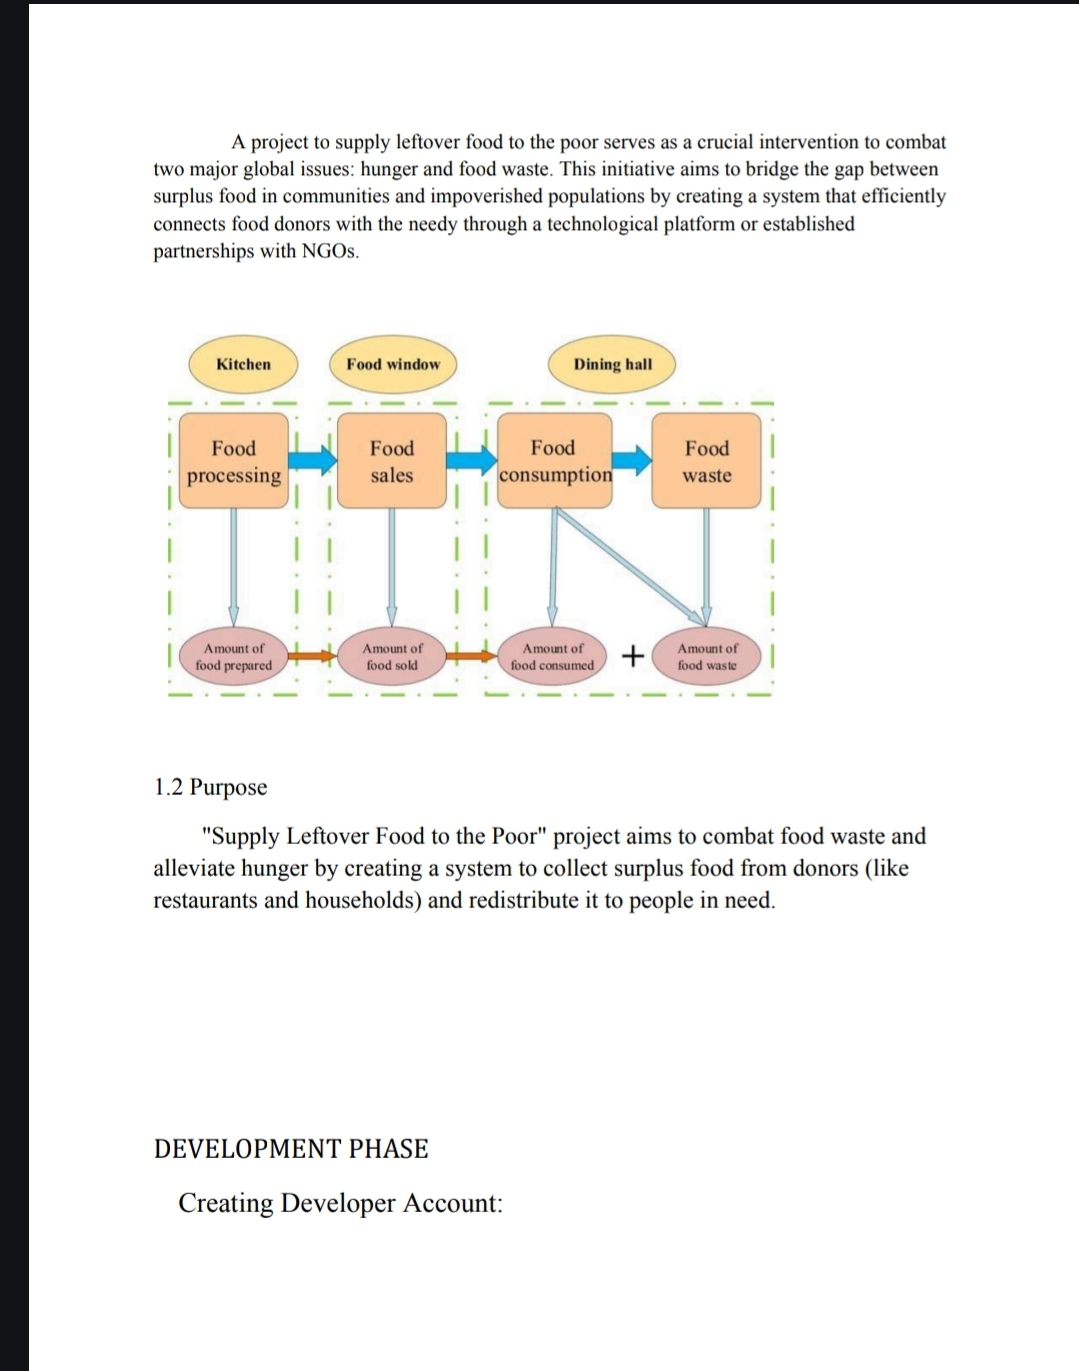 A project to supply leftover food to the poor serves as a crucial intervention to combat
two major global issues: hunger and food waste. This initiative aims to bridge the gap between
surplus food in communities and impoverished populations by creating a system that efficiently
connects food donors with the needy through a technological platform or established
partnerships with NGOs.
Kitchen
Food window
Dining hall
Food
processing
Food
sales
Food
consumption
Food
waste
Amount of
food prepared
Amount of
food sold
Amount of
food consumed
+
Amount of
food waste
1.2 Purpose
"Supply Leftover Food to the Poor" project aims to combat food waste and
alleviate hunger by creating a system to collect surplus food from donors (like
restaurants and households) and redistribute it to people in need.
DEVELOPMENT PHASE
Creating Developer Account: